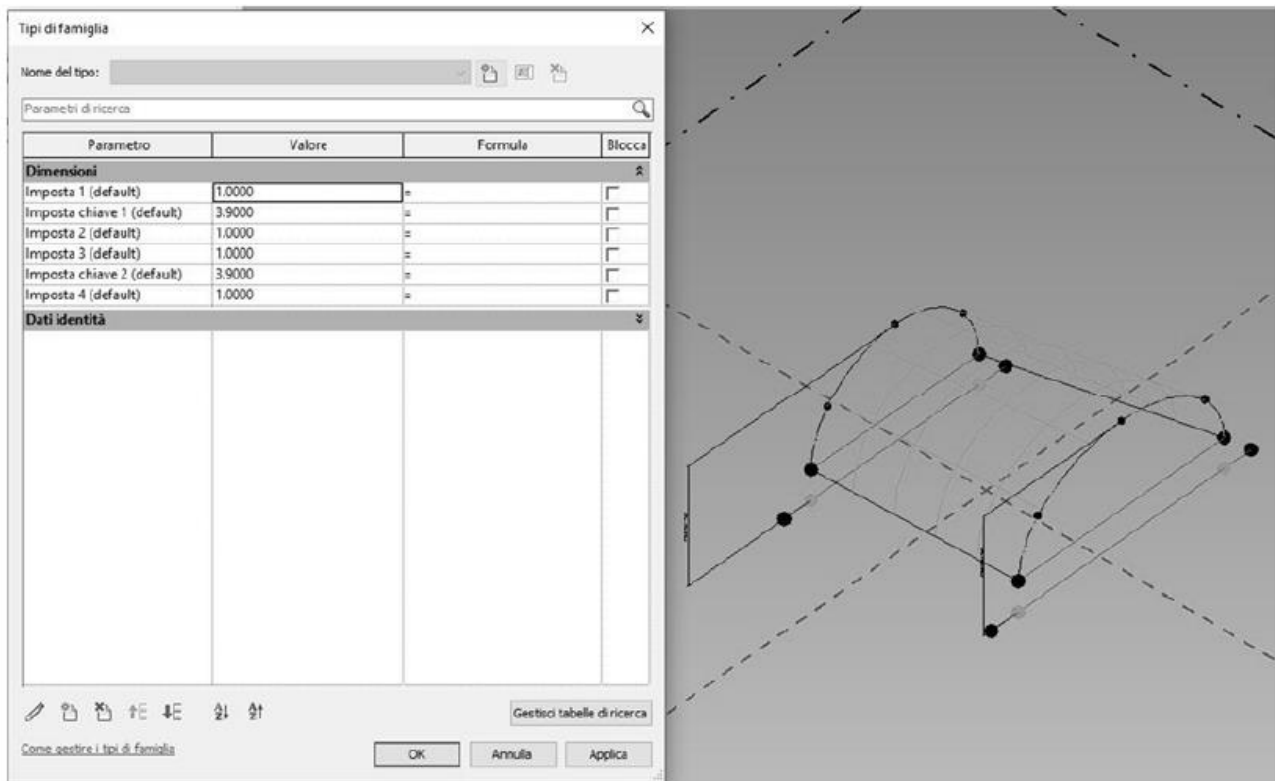 Tipi di famiglia
Nome del tipo:
Parametri di ricerca
Parametro Valore Formula Blocca
Dimensioni
Imposta 1 (default) 1.0000 =
Imposta chiave 1 (default) 3.9000 =
Imposta 2 (default) 1.0000 =
Imposta 3 (default) 1.0000 =
Imposta chiave 2 (default) 3.9000 =
Imposta 4 (default) 1.0000 =
Dati identità
Gestisci tabelle di ricerca
Come gestire i tipi di famiglia
OK Annulla Applica